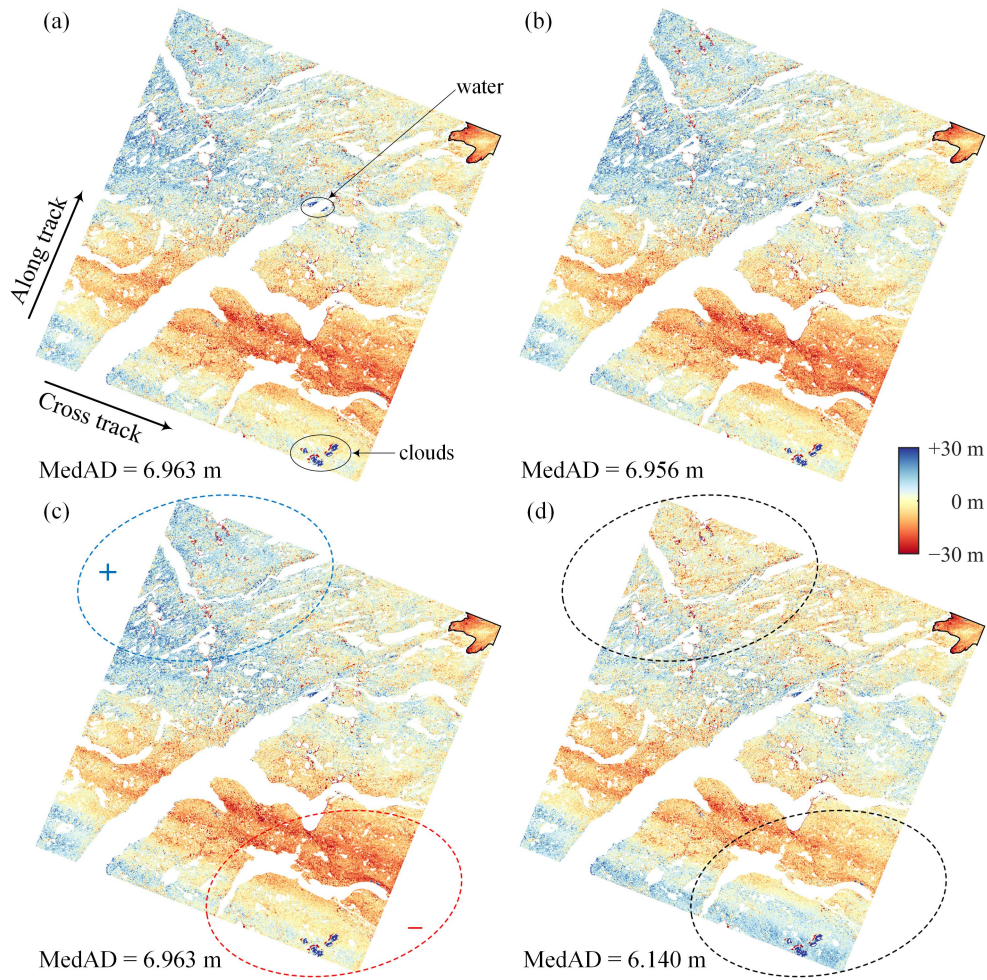 (a)
(b)
water
Along track
Cross track
clouds
MedAD = 6.963 m
MedAD = 6.956 m
+30 m
0 m
−30 m
(c)
(d)
+
−
MedAD = 6.963 m
MedAD = 6.140 m